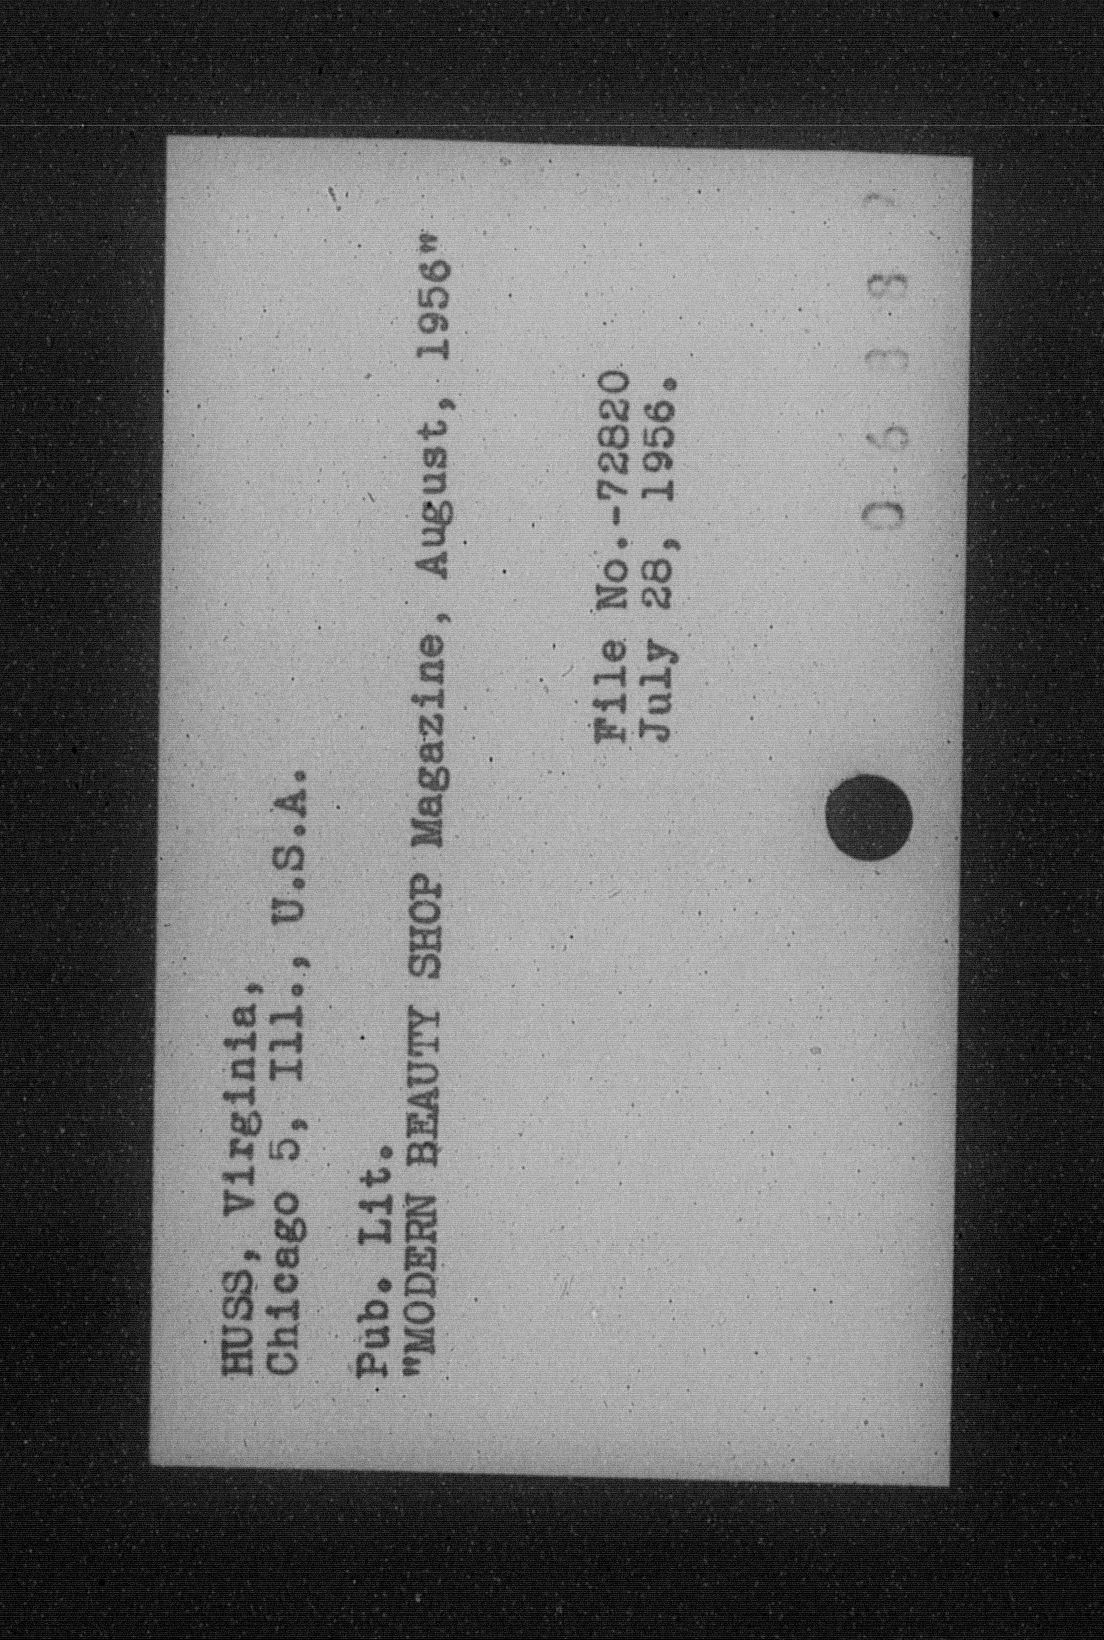 HUSS, Virginia,
Chicago 5, Ill., U.S.A.
Pub. Lit.
"MODERN BEAUTY SHOP Magazine, August, 1956"
File No.-72820
July 28, 1956.